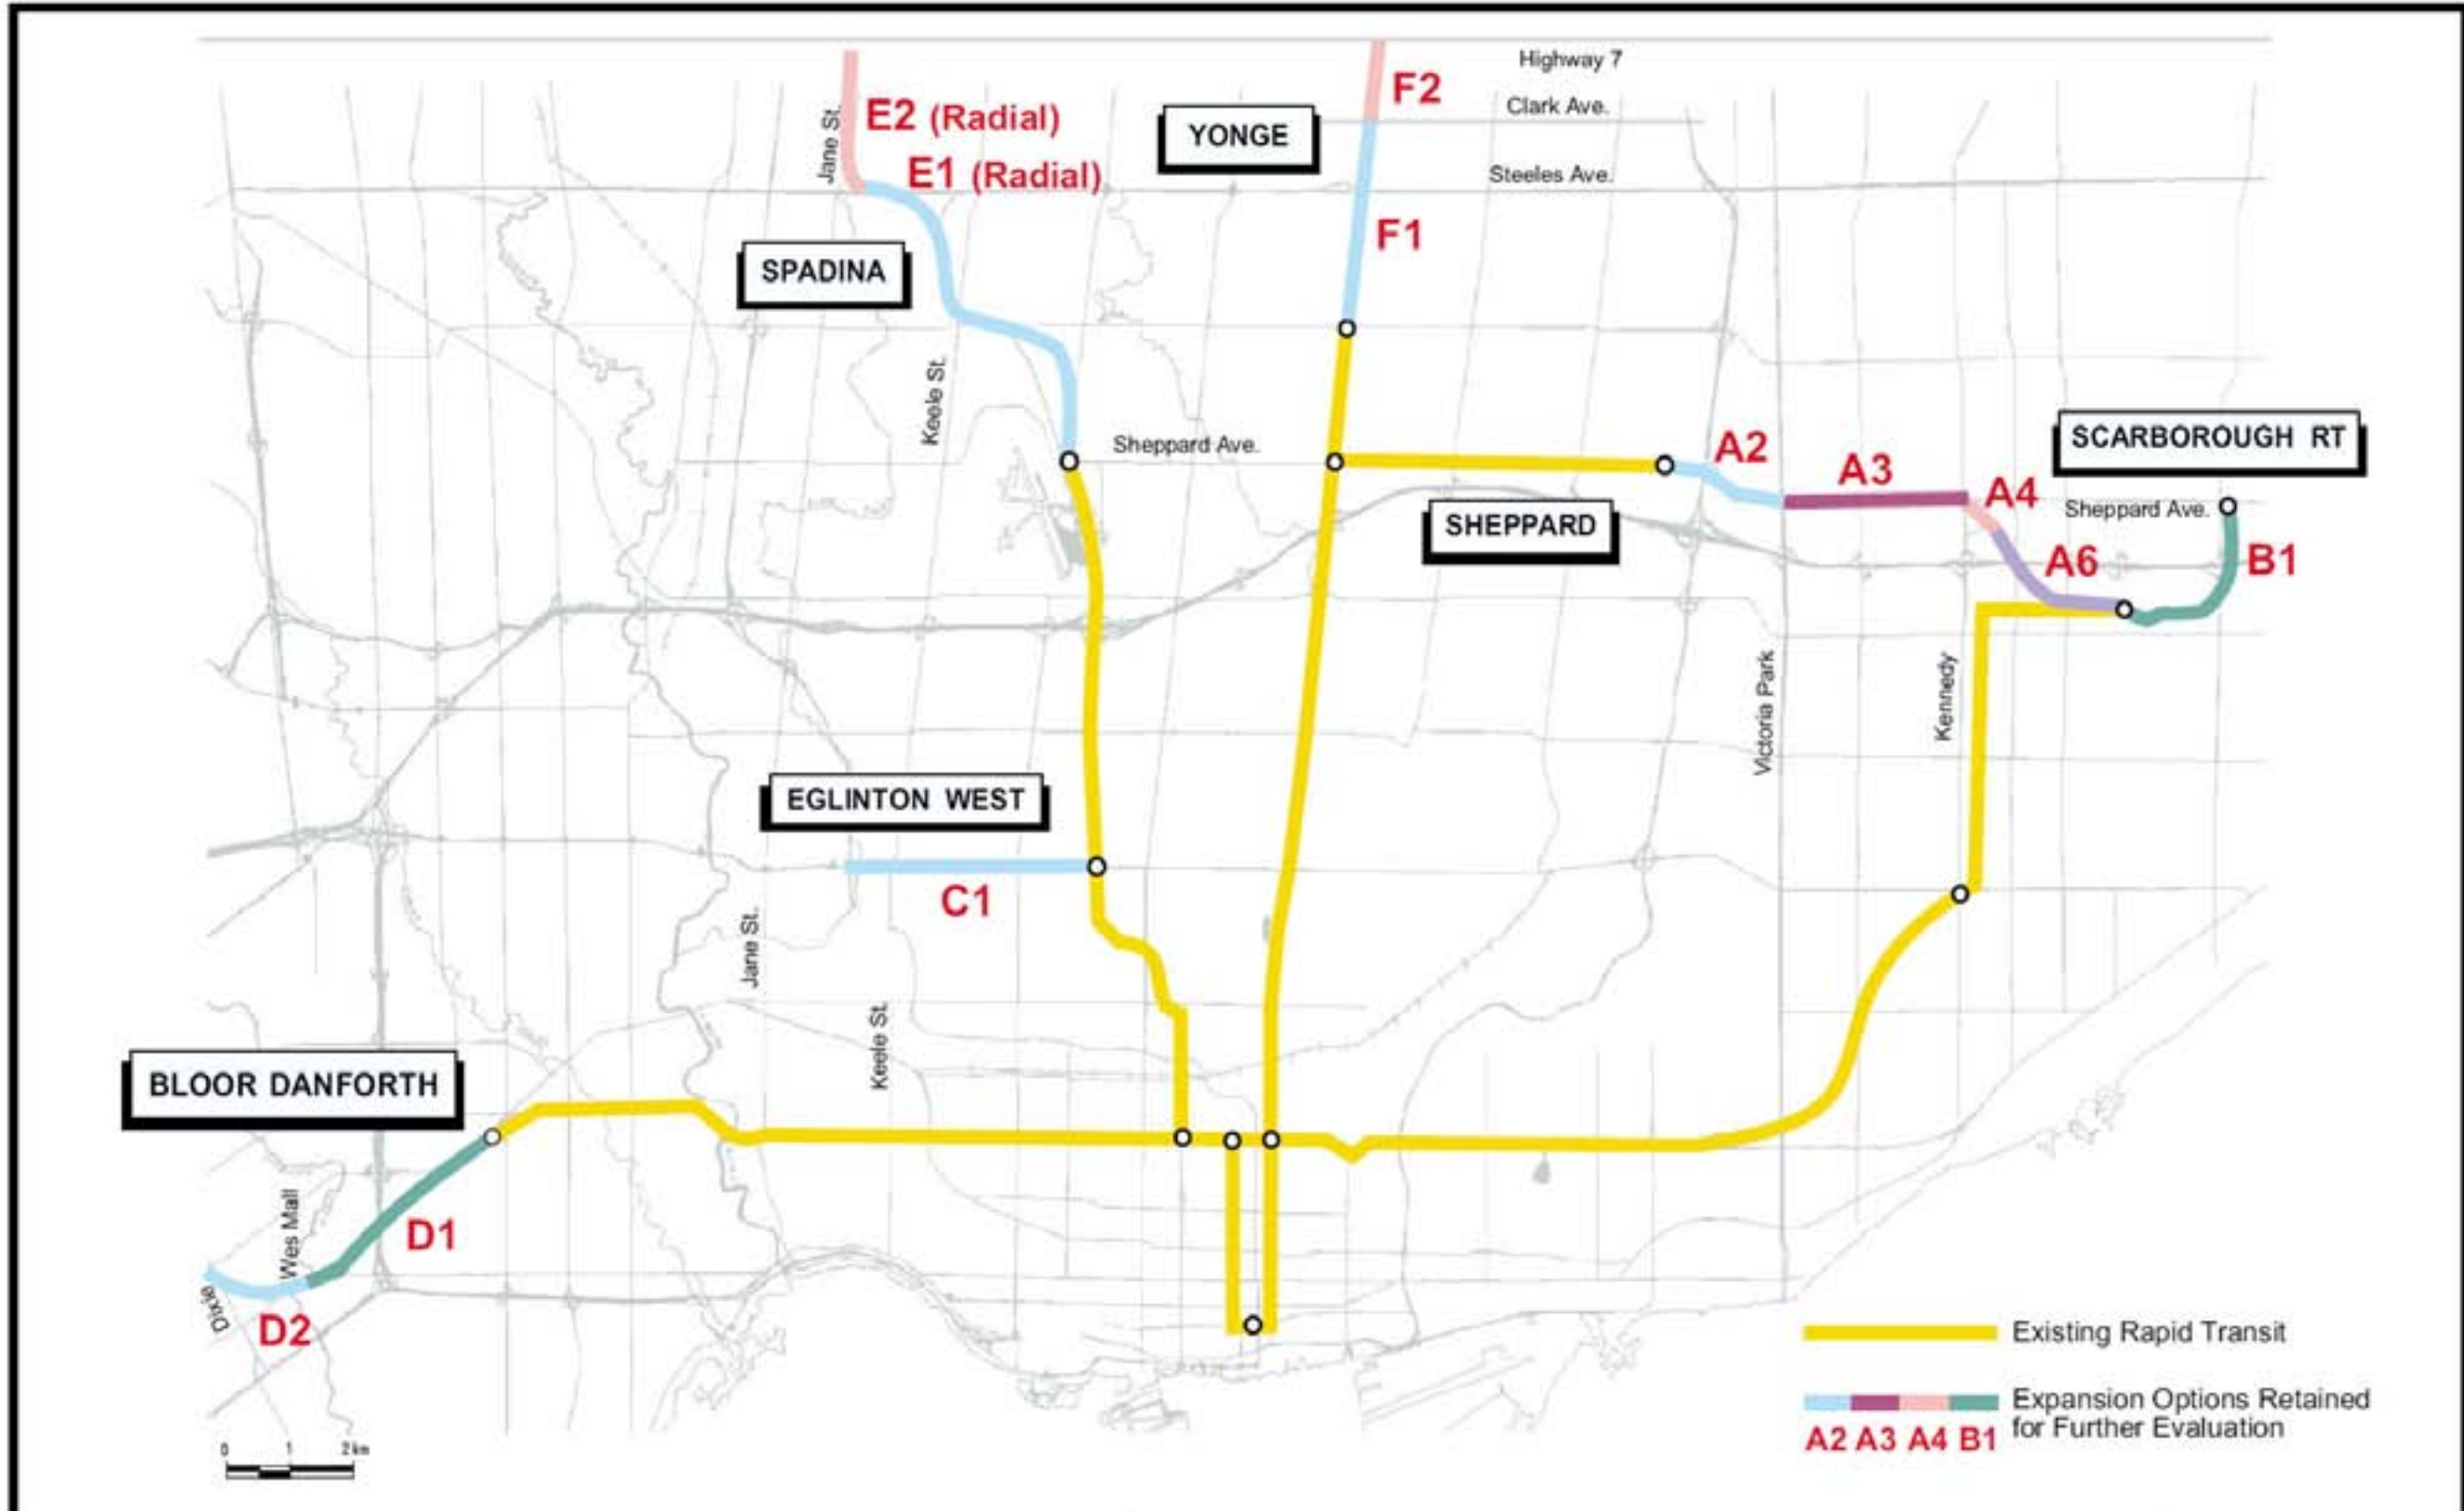 Highway 7
F2
Clark Ave.
E2 (Radial)
YONGE
Jane St.
E1 (Radial)
Steeles Ave.
F1
SPADINA
Keele St.
Sheppard Ave.
A2
SCARBOROUGH RT
A3
A4
Sheppard Ave.
SHEPPARD
A6
B1
Victoria Park
Kennedy
EGLINTON WEST
C1
Jane St.
Keele St.
BLOOR DANFORTH
Wes Mall
D1
Dixie
D2
Existing Rapid Transit
Expansion Options Retained
for Further Evaluation
A2 A3 A4 B1
0 1 2 km